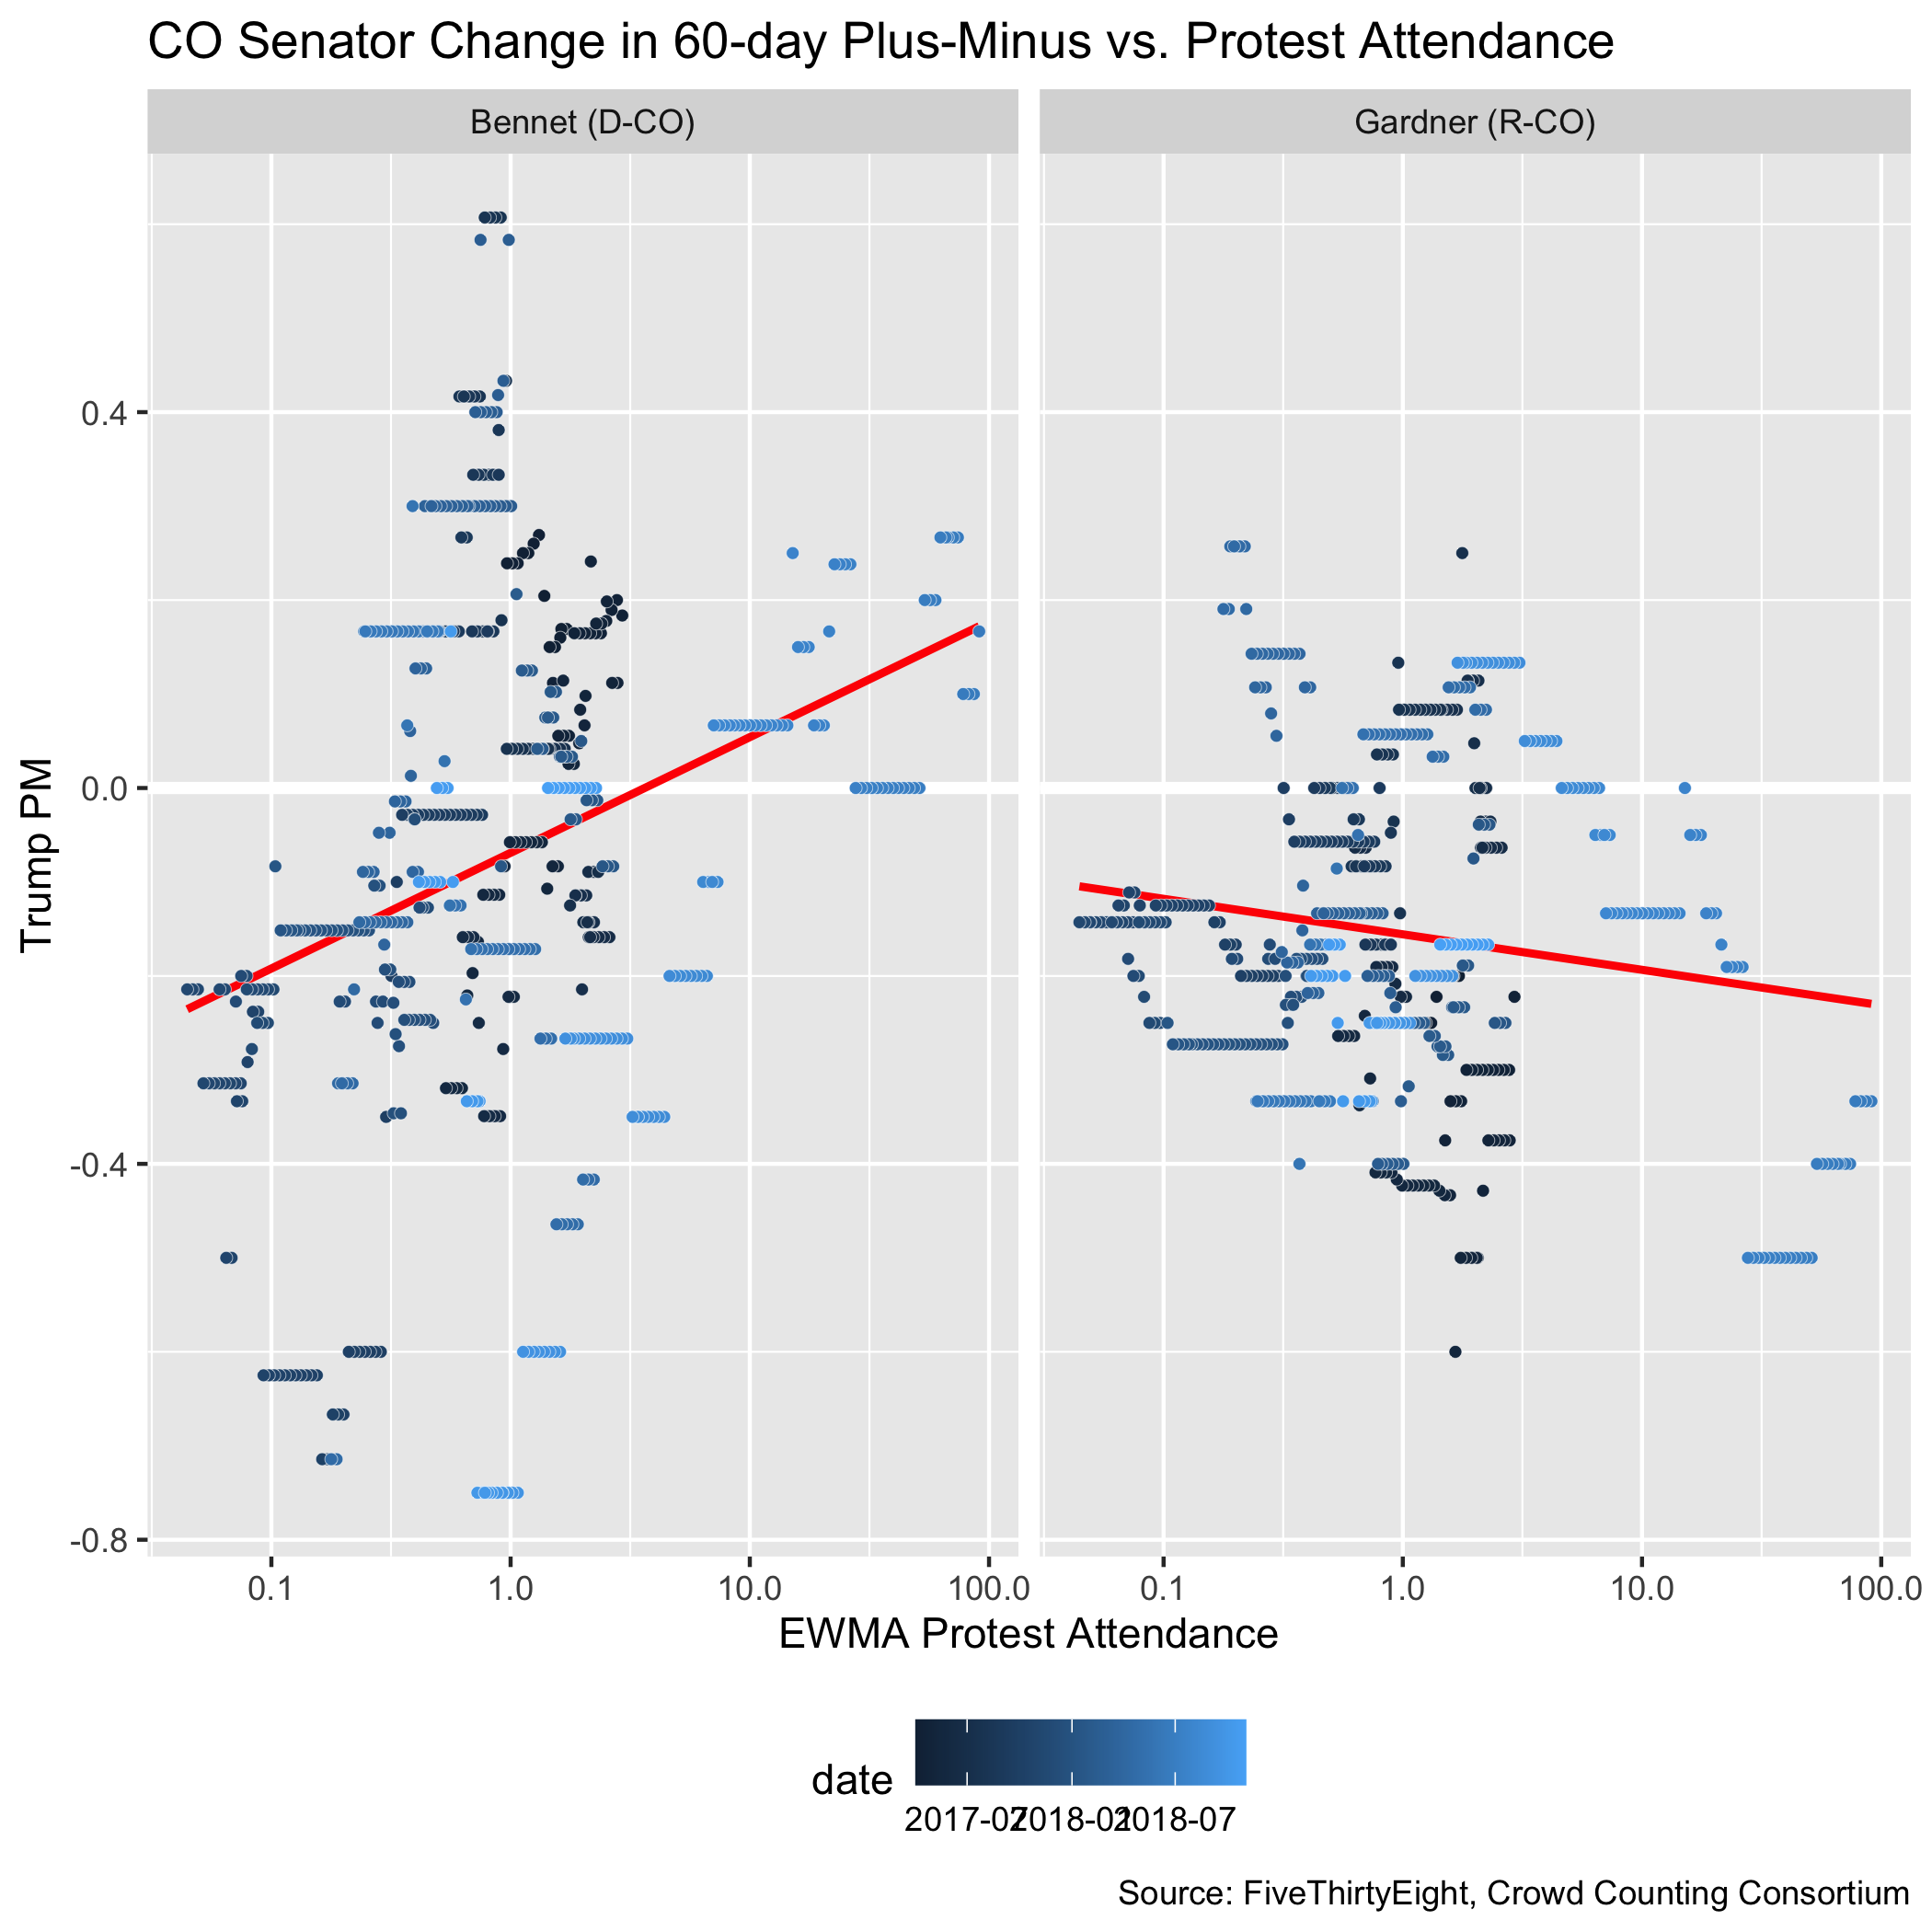 CO Senator Change in 60-day Plus-Minus vs. Protest Attendance
Bennet (D-CO)
Gardner (R-CO)
Trump PM
0.4
0.0
-0.4
-0.8
0.1 1.0 10.0 100.0
0.1 1.0 10.0 100.0
EWMA Protest Attendance
date
2017-07 2018-01 2018-07
Source: FiveThirtyEight, Crowd Counting Consortium